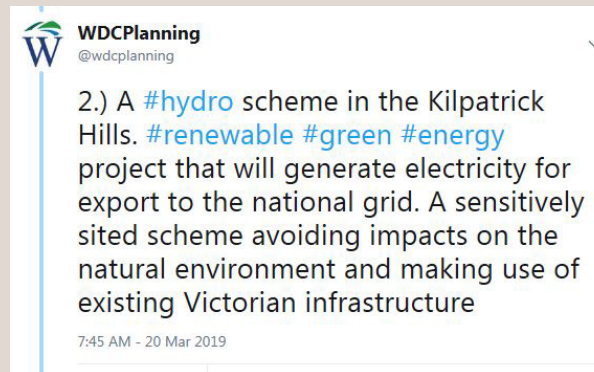 WDCPlanning
@wdcplanning
2.) A #hydro scheme in the Kilpatrick
Hills. #renewable #green #energy
project that will generate electricity for
export to the national grid. A sensitively
sited scheme avoiding impacts on the
natural environment and making use of
existing Victorian infrastructure
7:45 AM - 20 Mar 2019